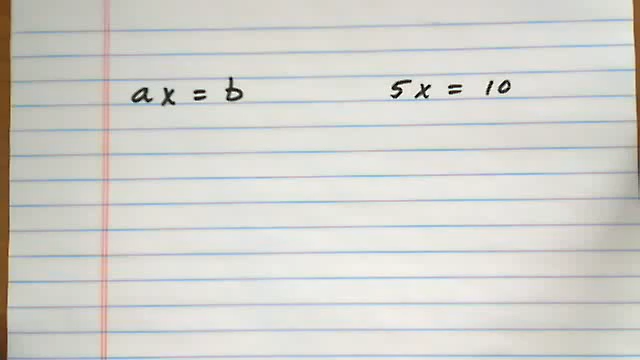 ax = b 5x = 10